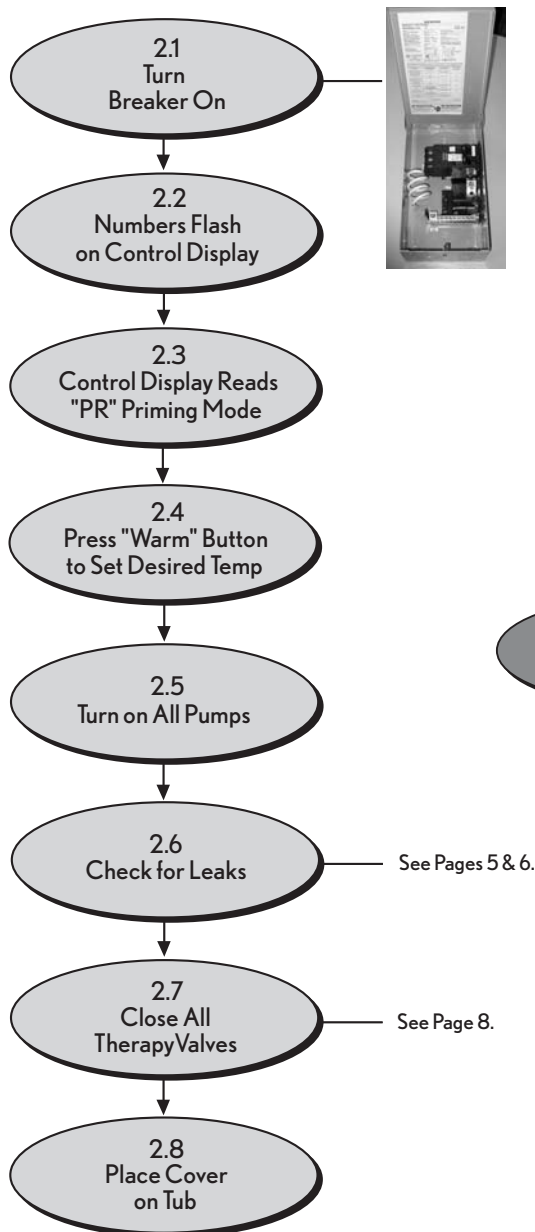 2.1
Turn
Breaker On
2.2
Numbers Flash
on Control Display
2.3
Control Display Reads
"PR" Priming Mode
2.4
Press "Warm" Button
to Set Desired Temp
2.5
Turn on All Pumps
2.6
Check for Leaks
See Pages 5 & 6.
2.7
Close All
TherapyValves
See Page 8.
2.8
Place Cover
on Tub